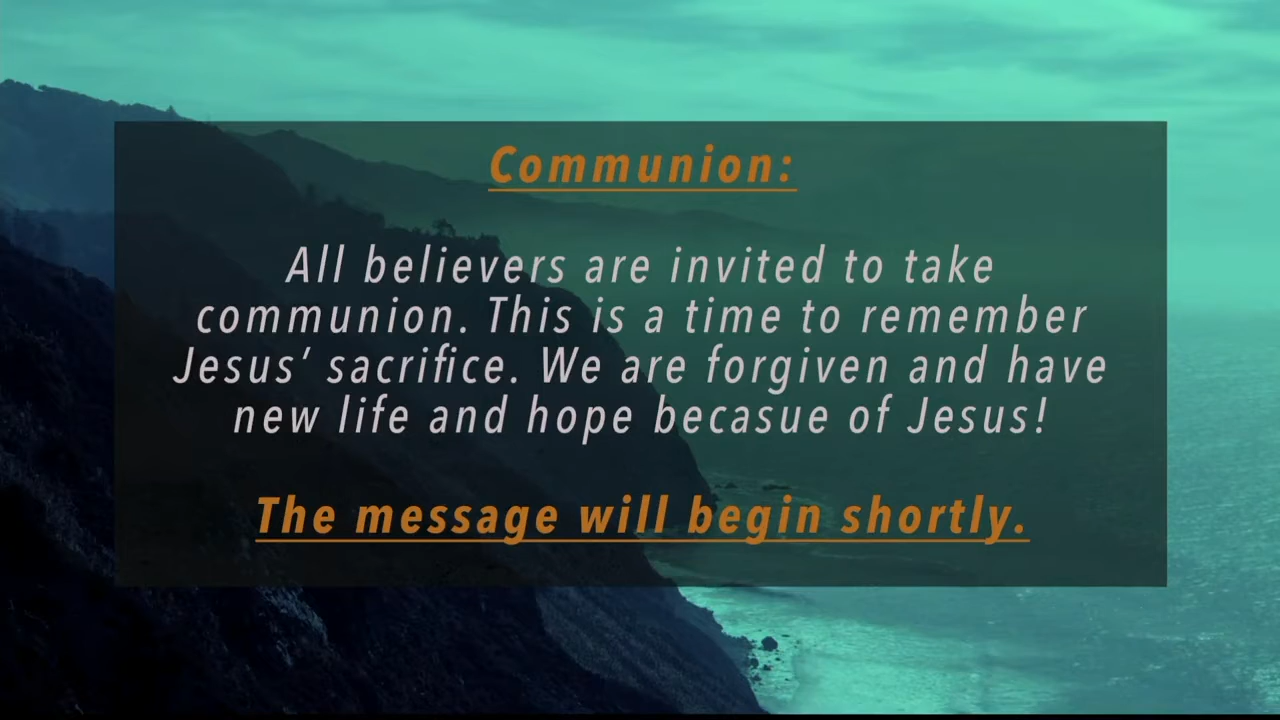 Communion:
All believers are invited to take
communion. This is a time to remember
Jesus’ sacrifice. We are forgiven and have
new life and hope becasue of Jesus!
The message will begin shortly.